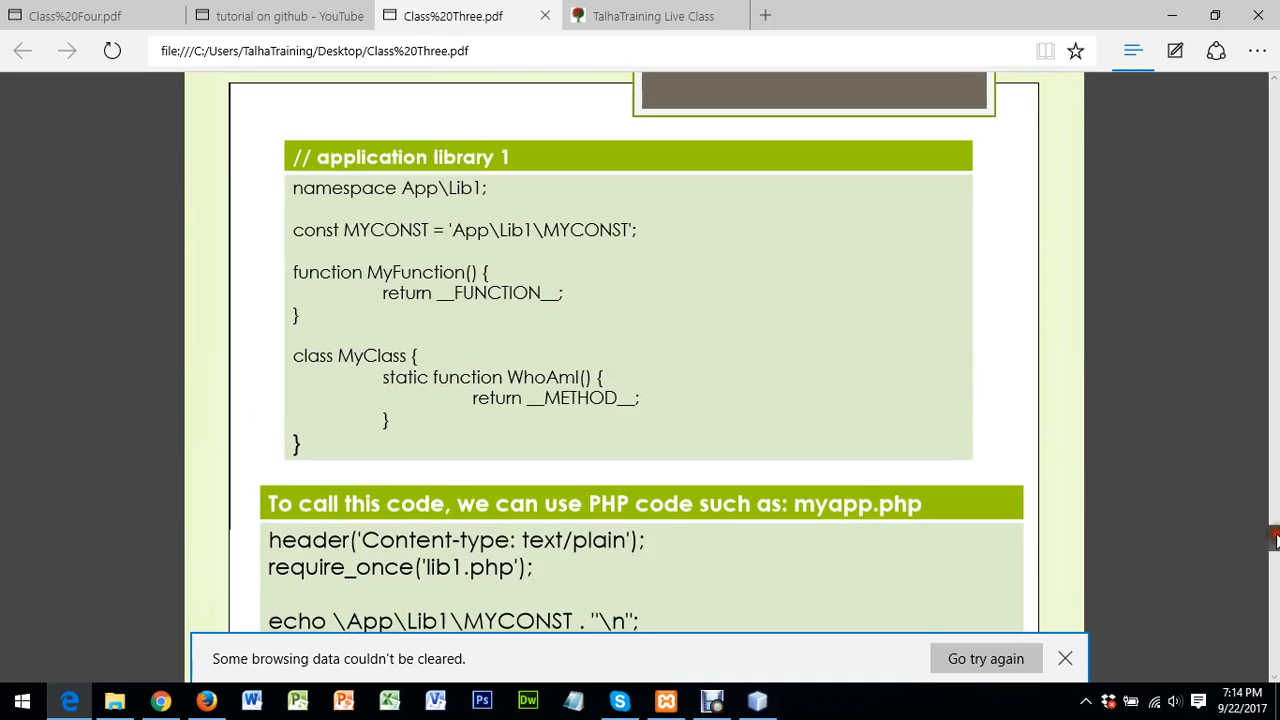 Class%20Four.pdf
tutorial on github - YouTube
Class%20Three.pdf
TalhaTraining Live Class
file:///C:/Users/TalhaTraining/Desktop/Class%20Three.pdf
// application library 1
namespace App\Lib1;
const MYCONST = 'App\Lib1\MYCONST';
function MyFunction() {
return __FUNCTION__;
}
class MyClass {
static function WhoAmI() {
return __METHOD__;
}
}
To call this code, we can use PHP code such as: myapp.php
header('Content-type: text/plain');
require_once('lib1.php');
echo \App\Lib1\MYCONST . "\n";
Some browsing data couldn't be cleared.
Go try again
7:14 PM
9/22/2017